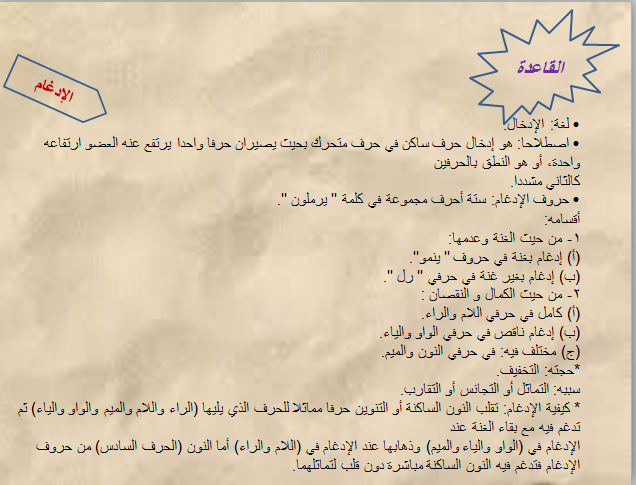 القاعدة
الإدغام
• لغة: الإدخال.
• اصطلاحا: هو إدخال حرف ساكن في حرف متحرك بحيث يصيران حرفا واحدا يرتفع عنه العضو ارتفاعه
واحدة، أو هو النطق بالحرفين
كالثاني مشددا.
• حروف الإدغام: ستة أحرف مجموعة في كلمة " يرملون ".
أقسامه:
١- من حيث الغنة وعدمها:
(أ) إدغام بغنة في حروف " ينمو".
(ب) إدغام بغير غنة في حرفي " رل ".
٢- من حيث الكمال و النقصان :
(أ) كامل في حرفي اللام والراء.
(ب) إدغام ناقص في حرفي الواو والياء.
(ج) مختلف فيه: في حرفي النون والميم.
*حجته: التخفيف.
سببه: التماثل أو التجانس أو التقارب.
* كيفية الإدغام: تقلب النون الساكنة أو التنوين حرفا مماثلا للحرف الذي يليها (الراء واللام والميم والواو والياء) ثم
تدغم فيه مع بقاء الغنة عند
الإدغام في (الواو والياء والميم) وذهابها عند الإدغام في (اللام والراء) أما النون (الحرف السادس) من حروف
الإدغام فتدغم فيه النون الساكنة مباشرة دون قلب لتماثلهما.